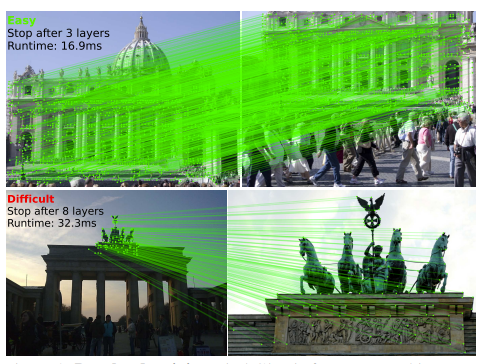 Easy
Stop after 3 layers
Runtime: 16.9ms
Difficult
Stop after 8 layers
Runtime: 32.3ms